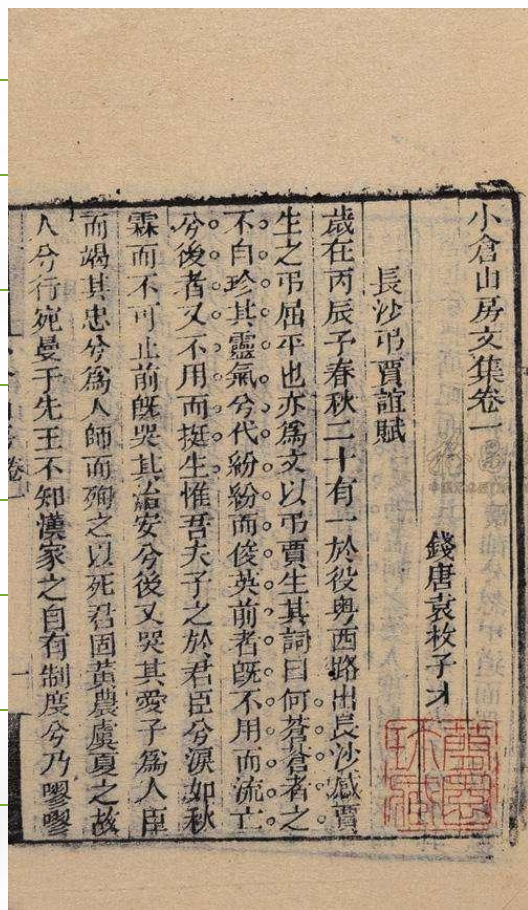 小倉山房文集卷一
錢唐袁枚子才
長沙弔賈誼賦
歲在丙辰予春秋二十有一於役粤西路出長沙感賈
生之弔屈平也亦爲文以弔賈生其詞曰何蒼蒼者之
不自珍其靈氣兮代紛紛而俊英前者旣不用而流亡
兮後者又不用而挺生惟吾夫子之於君臣兮淚如秋
霖而不可止前旣哭其治安兮後又哭其愛子爲人臣
而竭其忠兮爲人師而殉之以死君固黃農虞夏之故
人兮行宛曼于先王不知漢家之自有制度兮乃嘐嘐